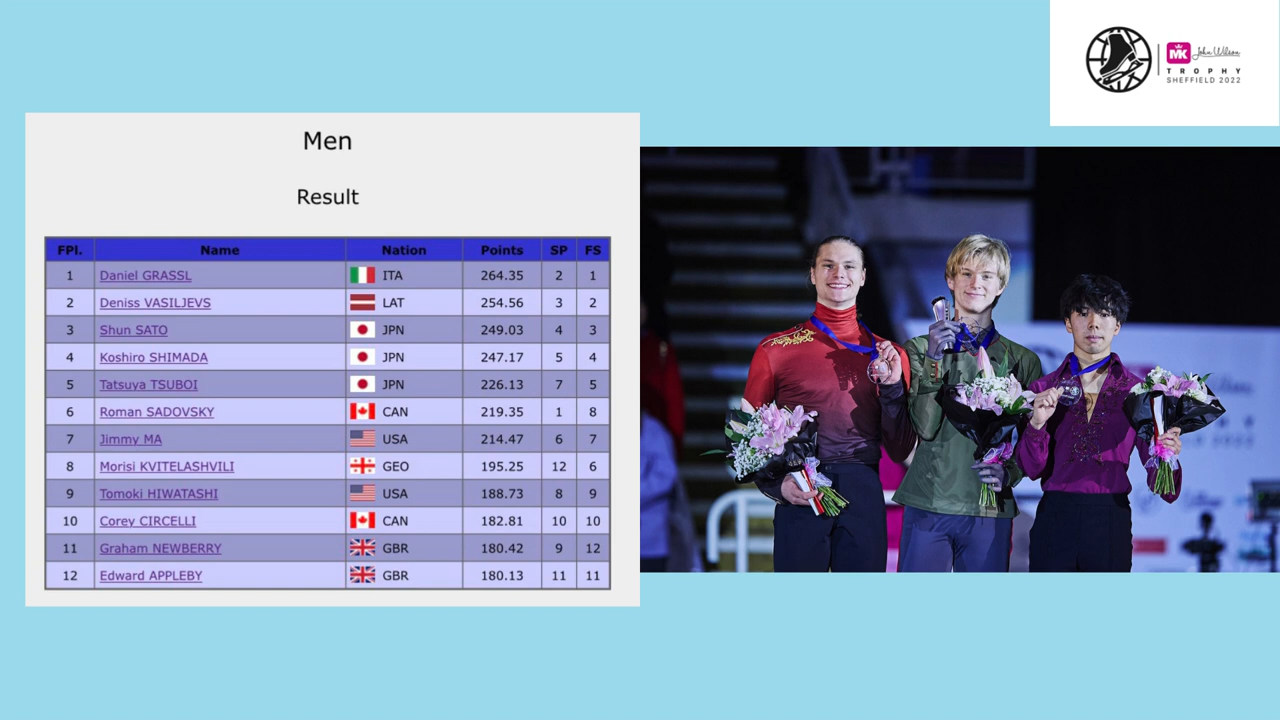 MK John Wilson
TROPHY
SHEFFIELD 2022
Men
Result
FPl. Name Nation Points SP FS
1 Daniel GRASSL ITA 264.35 2 1
2 Deniss VASILJEVS LAT 254.56 3 2
3 Shun SATO JPN 249.03 4 3
4 Koshiro SHIMADA JPN 247.17 5 4
5 Tatsuya TSUBOI JPN 226.13 7 5
6 Roman SADOVSKY CAN 219.35 1 8
7 Jimmy MA USA 214.47 6 7
8 Morisi KVITELASHVILI GEO 195.25 12 6
9 Tomoki HIWATASHI USA 188.73 8 9
10 Corey CIRCELLI CAN 182.81 10 10
11 Graham NEWBERRY GBR 180.42 9 12
12 Edward APPLEBY GBR 180.13 11 11